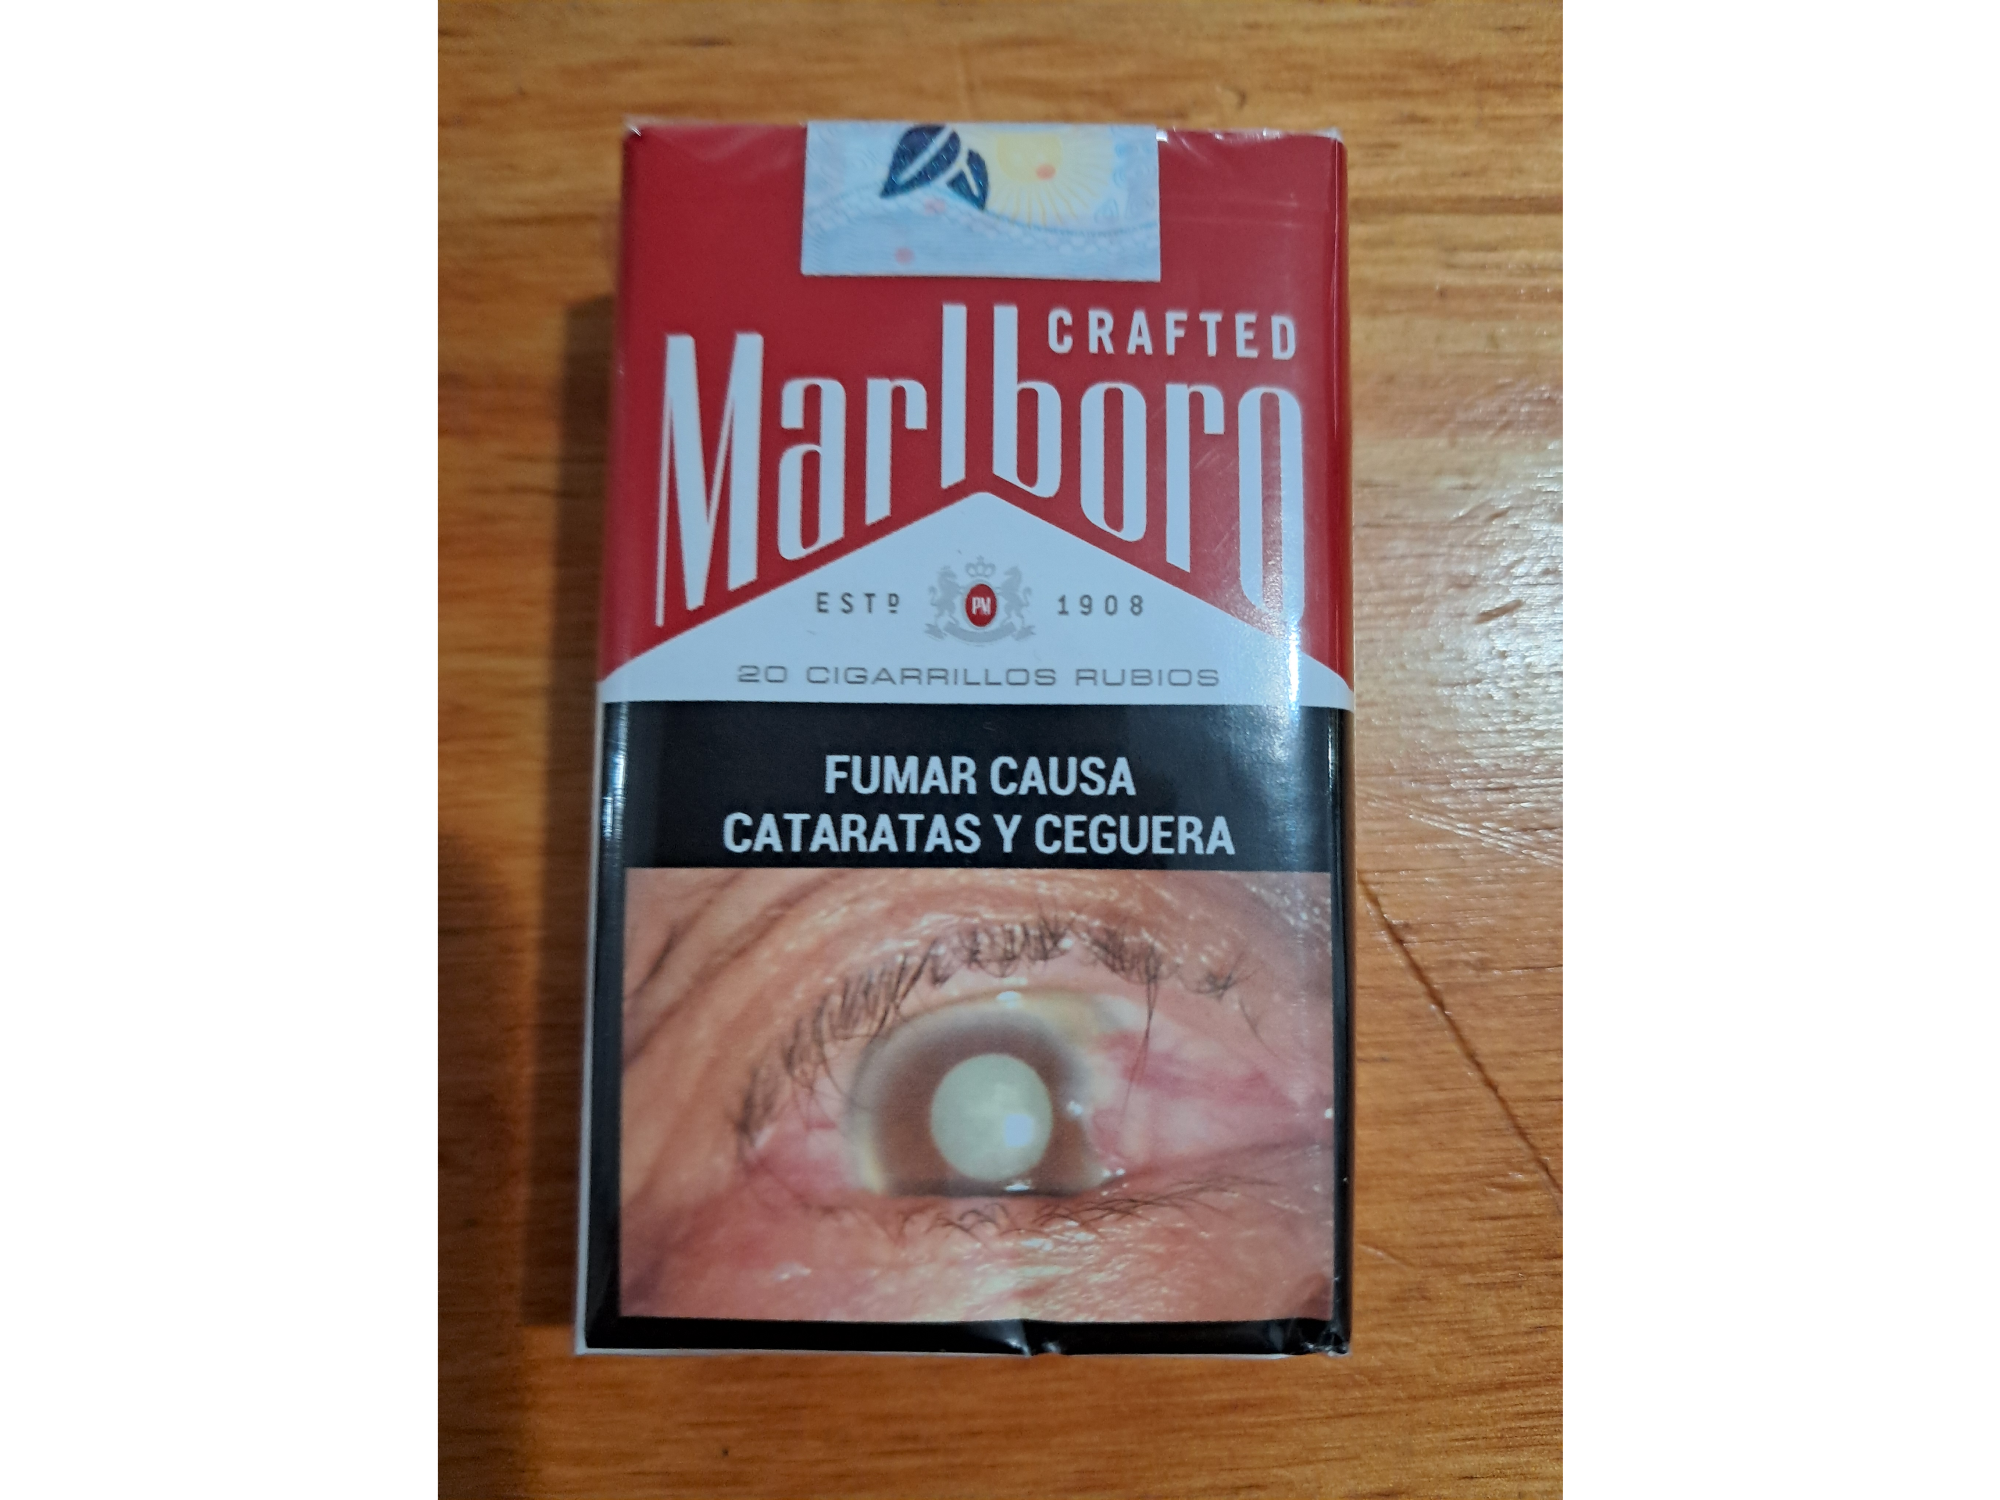 CRAFTED
Marlboro
ESTD PM 1908
20 CIGARRILLOS RUBIOS
FUMAR CAUSA
CATARATAS Y CEGUERA